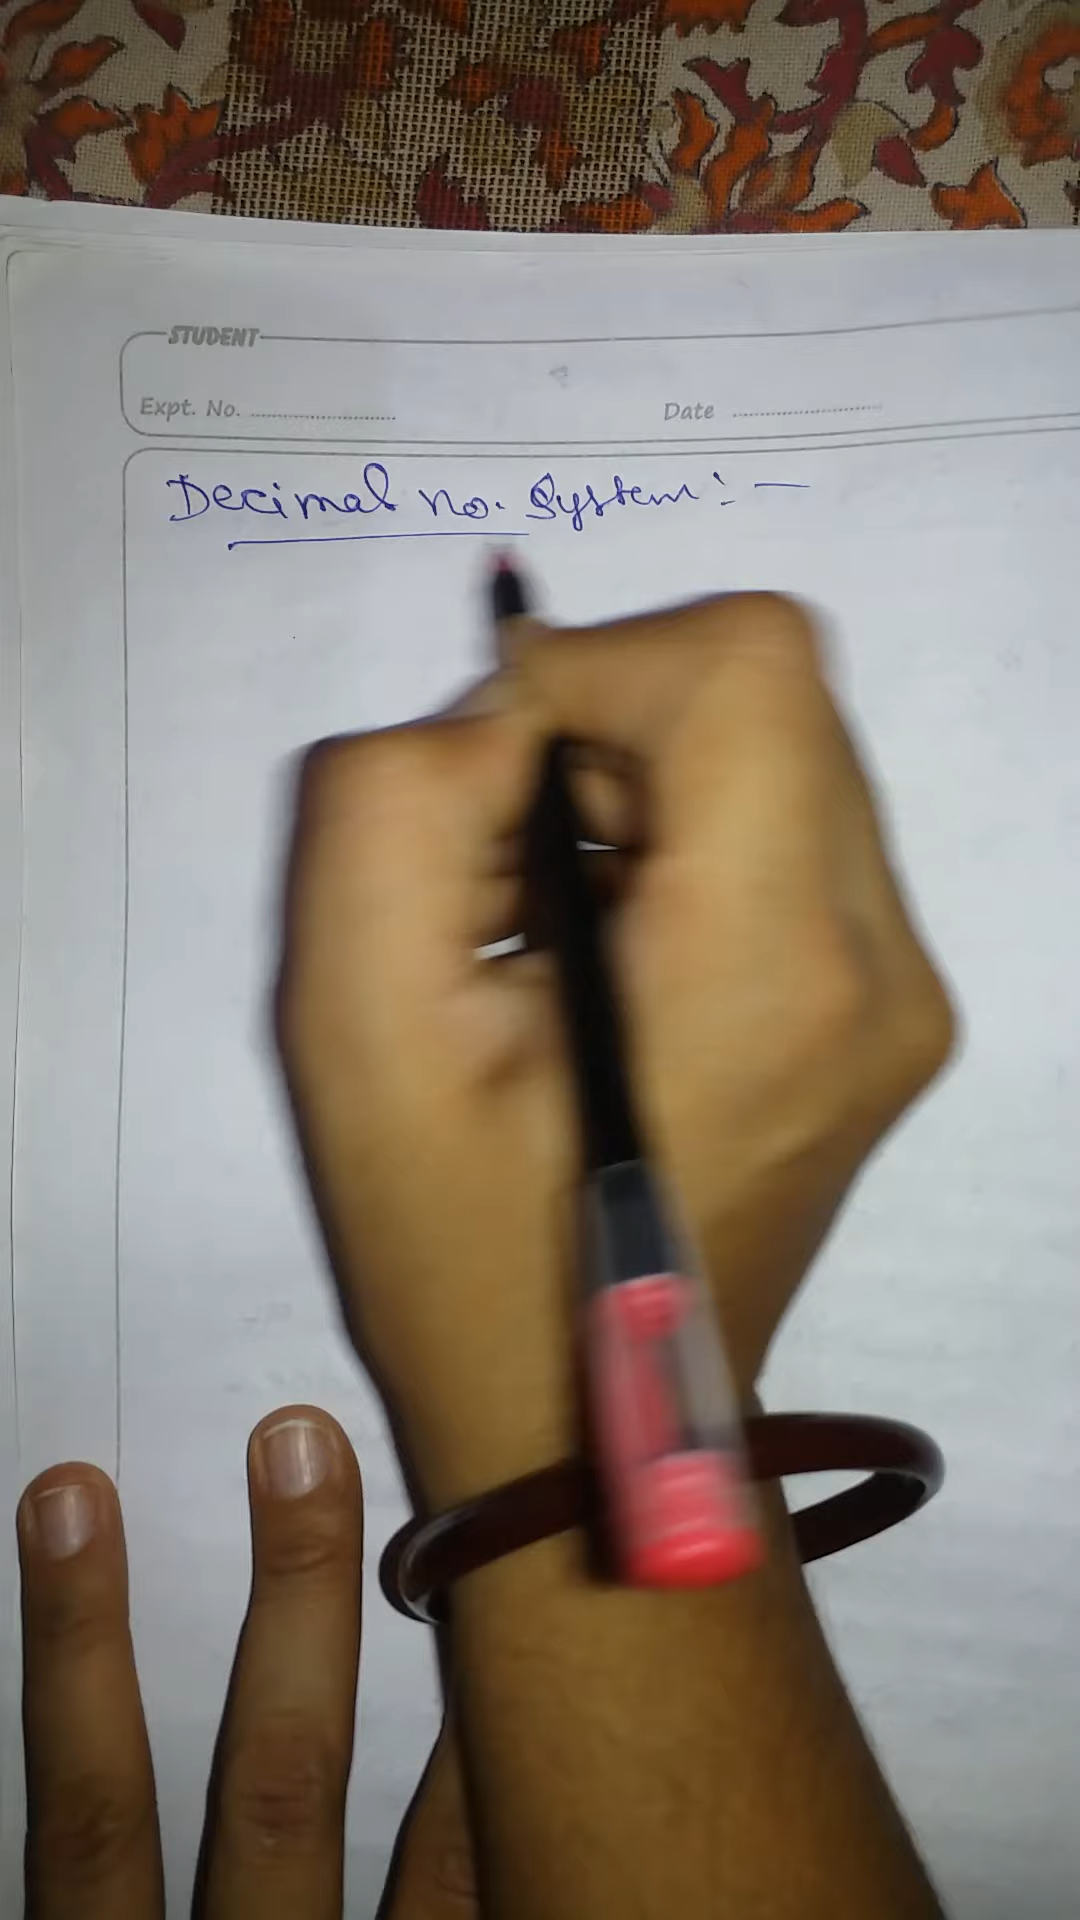 STUDENT
Expt. No. ........................ Date ........................
Decimal no. System : —